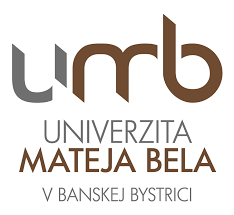 umb
UNIVERZITA
MATEJA BELA
V BANSKEJ BYSTRICI